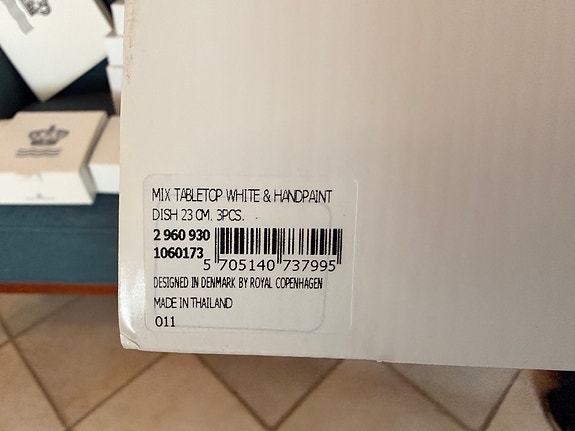 MIX TABLETOP WHITE & HANDPAINT
DISH 23 CM. 3PCS.
2 960 930
1060173
5 705140 737995
DESIGNED IN DENMARK BY ROYAL COPENHAGEN
MADE IN THAILAND
011